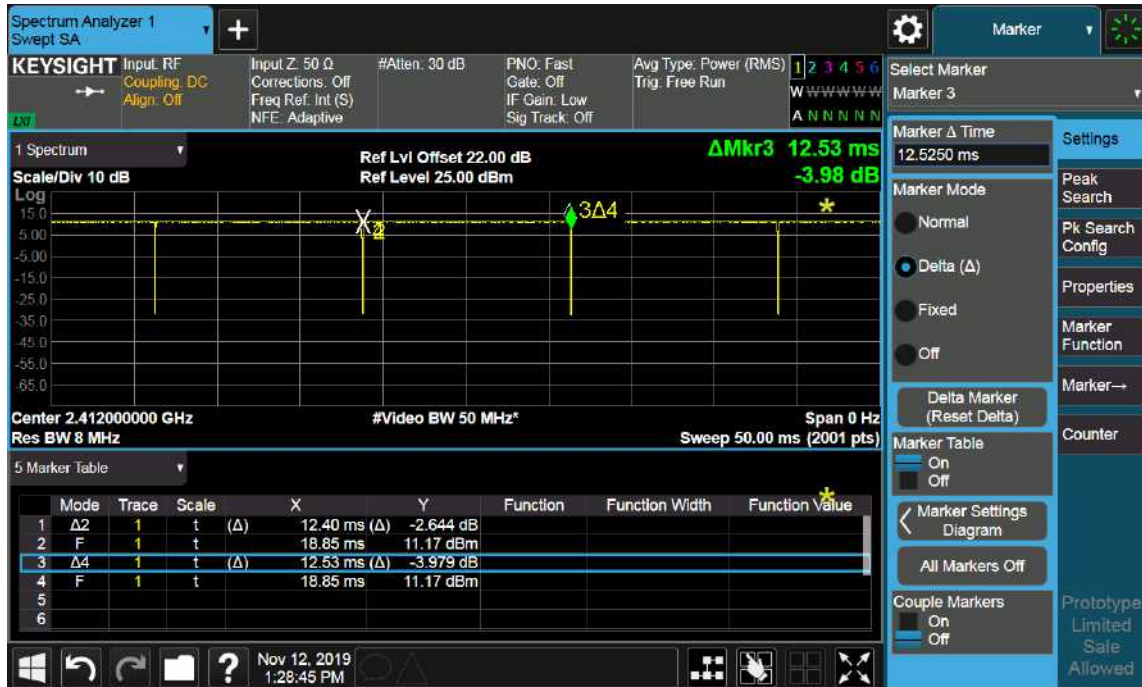 Spectrum Analyzer 1
Swept SA
+
Marker
KEYSIGHT Input: RF
Coupling: DC
Align: Off
LXI
Input Z: 50 Ω
Corrections: Off
Freq Ref: Int (S)
NFE: Adaptive
#Atten: 30 dB
PNO: Fast
Gate: Off
IF Gain: Low
Sig Track: Off
Avg Type: Power (RMS)
Trig: Free Run
1 2 3 4 5 6
W W W W W W
A N N N N N
Select Marker
Marker 3
1 Spectrum
Scale/Div 10 dB
Ref Lvl Offset 22.00 dB
Ref Level 25.00 dBm
ΔMkr3 12.53 ms
-3.98 dB
Log
15.0
5.00
-5.00
-15.0
-25.0
-35.0
-45.0
-55.0
-65.0
3Δ4
Center 2.412000000 GHz
Res BW 8 MHz
#Video BW 50 MHz*
Span 0 Hz
Sweep 50.00 ms (2001 pts)
5 Marker Table
Mode Trace Scale X Y Function Function Width Function Value
1 Δ2 1 t (Δ) 12.40 ms (Δ) -2.644 dB
2 F 1 t 18.85 ms 11.17 dBm
3 Δ4 1 t (Δ) 12.53 ms (Δ) -3.979 dB
4 F 1 t 18.85 ms 11.17 dBm
5
6
Marker Δ Time
12.5250 ms
Marker Mode
Normal
Delta (Δ)
Fixed
Off
Delta Marker
(Reset Delta)
Marker Table
On
Off
Marker Settings
Diagram
All Markers Off
Couple Markers
On
Off
Settings
Peak
Search
Pk Search
Config
Properties
Marker
Function
Marker→
Counter
Prototype
Limited
Sale
Allowed
?
Nov 12, 2019
1:28:45 PM